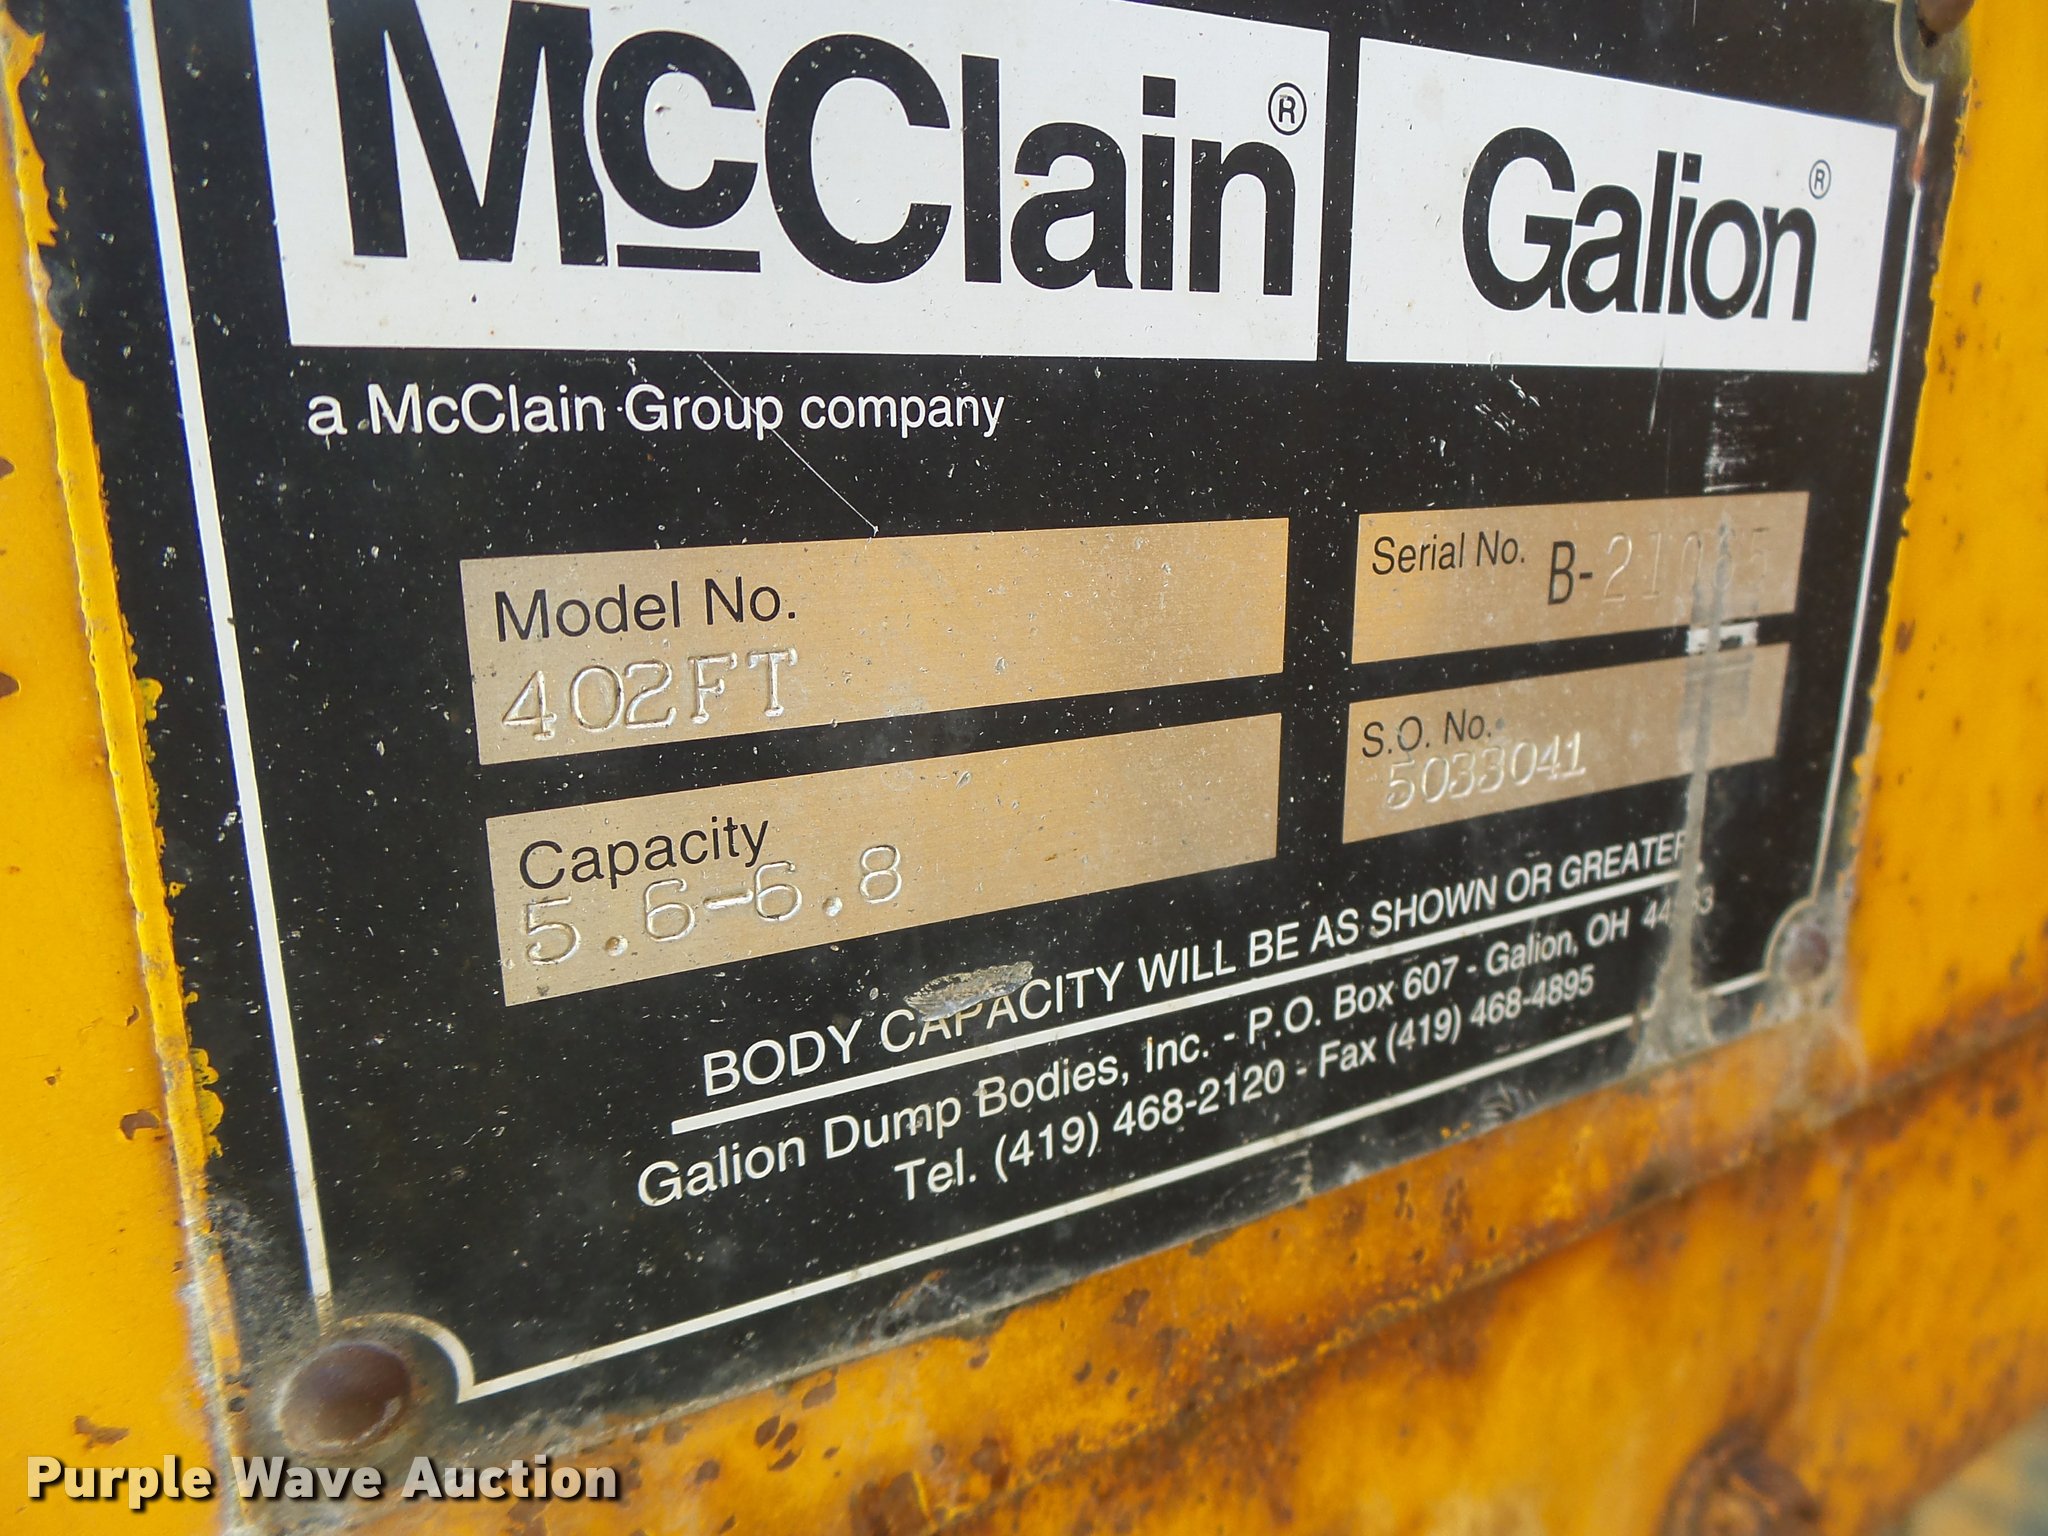 McClain® Galion®
a McClain Group company
Model No.
402FT
Serial No. B-
Capacity
5.6-6.8
S.O. No.
5033041
BODY CAPACITY WILL BE AS SHOWN OR GREATER
Galion Dump Bodies, Inc. - P.O. Box 607 - Galion, OH
Tel. (419) 468-2120 - Fax (419) 468-4895
Purple Wave Auction